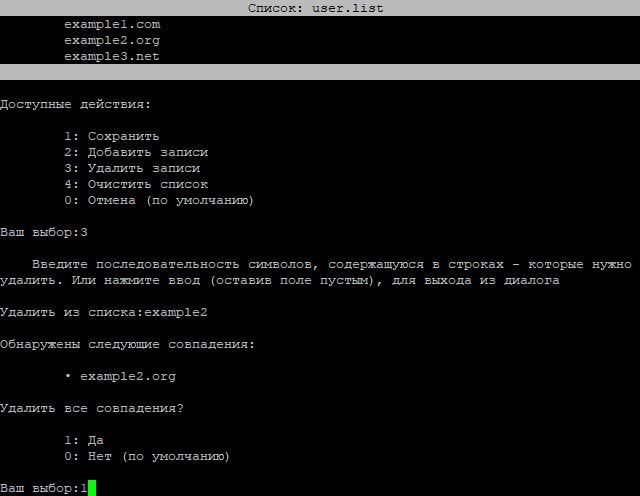 Список: user.list
example1.com
example2.org
example3.net
Доступные действия:
1: Сохранить
2: Добавить записи
3: Удалить записи
4: Очистить список
0: Отмена (по умолчанию)
Ваш выбор:3
Введите последовательность символов, содержащуюся в строках - которые нужно
удалить. Или нажмите ввод (оставив поле пустым), для выхода из диалога
Удалить из списка:example2
Обнаружены следующие совпадения:
• example2.org
Удалить все совпадения?
1: Да
0: Нет (по умолчанию)
Ваш выбор:1